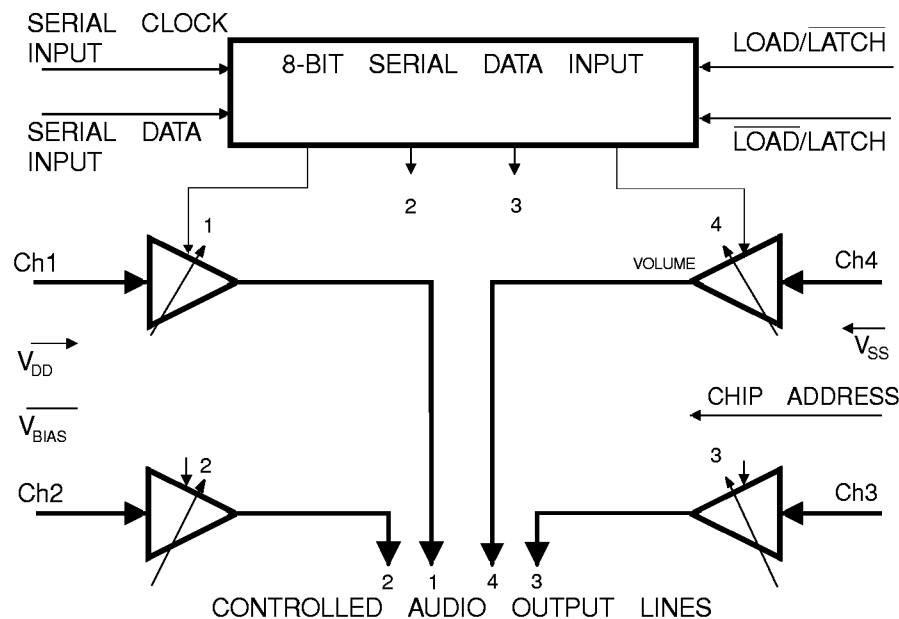 SERIAL CLOCK
INPUT
8-BIT SERIAL DATA INPUT
LOAD/LATCH
SERIAL DATA
INPUT
LOAD/LATCH
2 3
1
4
Ch1
VOLUME
Ch4
VDD
VSS
CHIP ADDRESS
VBIAS
2
3
Ch2
Ch3
2 1 4 3
CONTROLLED AUDIO OUTPUT LINES